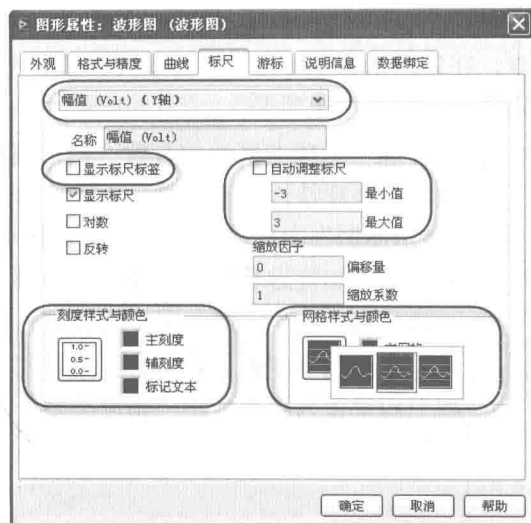 图形属性：波形图 (波形图)
外观 格式与精度 曲线 标尺 游标 说明信息 数据绑定
幅值 (Volt) (Y轴)
名称 幅值 (Volt)
显示标尺标签 自动调整标尺
显示标尺 -3 最小值
对数 3 最大值
反转 缩放因子
0 偏移量
1 缩放系数
刻度样式与颜色 网格样式与颜色
1.0- 主刻度
0.5- 辅刻度
0.0- 标记文本
确定 取消 帮助